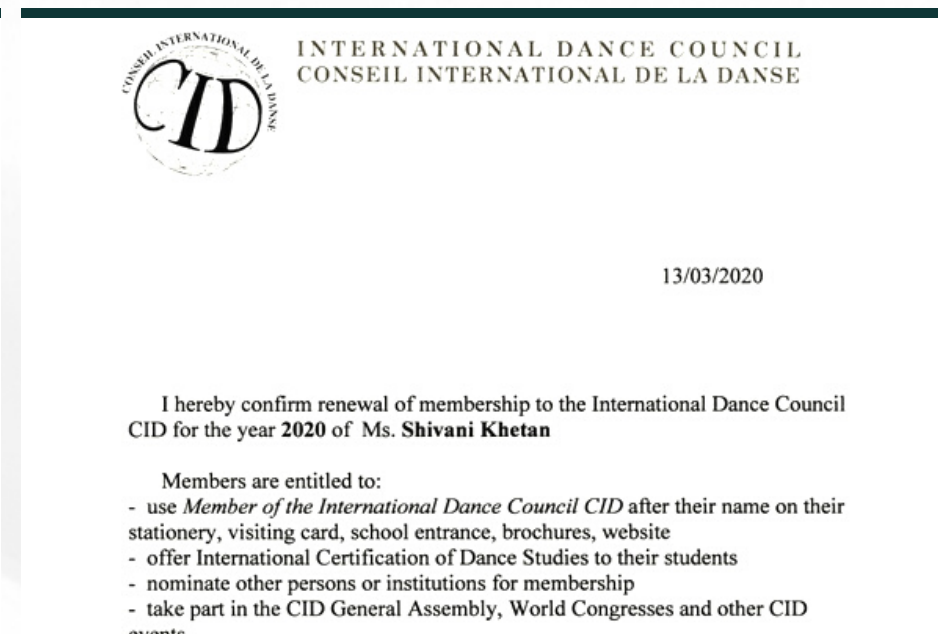 CONSEIL INTERNATIONAL DE LA DANSE
CID
INTERNATIONAL DANCE COUNCIL
CONSEIL INTERNATIONAL DE LA DANSE
13/03/2020
I hereby confirm renewal of membership to the International Dance Council
CID for the year 2020 of Ms. Shivani Khetan
Members are entitled to:
- use Member of the International Dance Council CID after their name on their
stationery, visiting card, school entrance, brochures, website
- offer International Certification of Dance Studies to their students
- nominate other persons or institutions for membership
- take part in the CID General Assembly, World Congresses and other CID
events